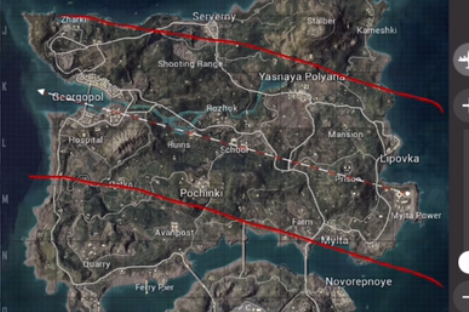 Zharki
Severny
Stalber
Kameshki
J
Shooting Range
Yasnaya Polyana
K
Georgopol
Rozhok
Hospital
Ruins
School
Mansion
L
Lipovka
Prison
M
Pochinki
Mylta Power
Farm
Avanpost
Mylta
N
Quarry
Ferry Pier
Novorepnoye